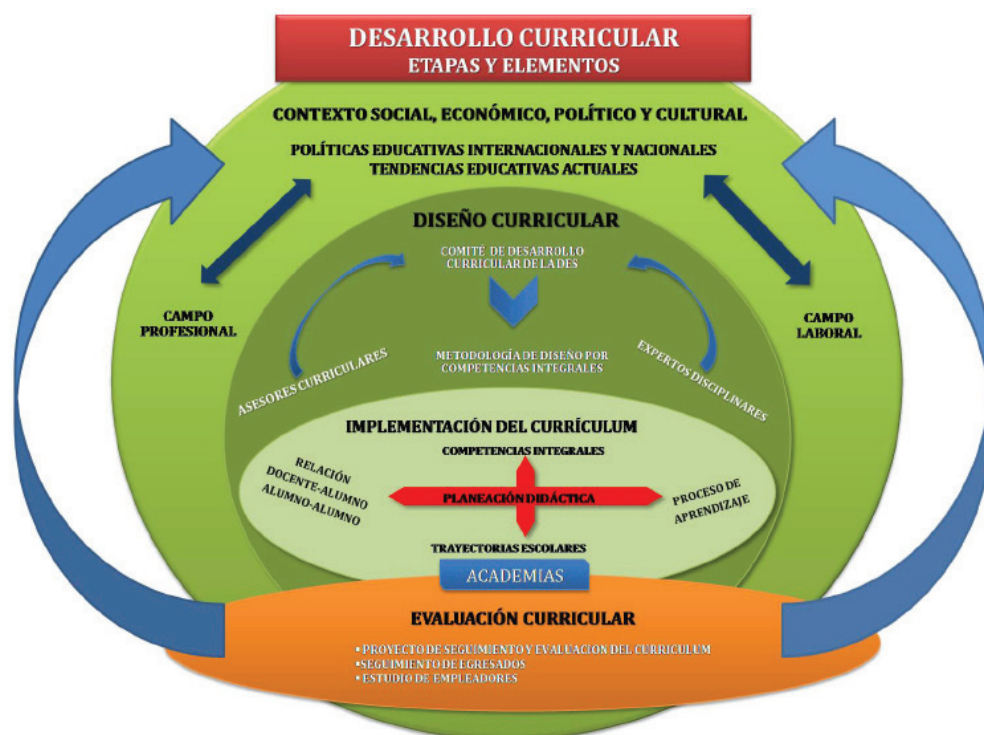 DESARROLLO CURRICULAR
ETAPAS Y ELEMENTOS
CONTEXTO SOCIAL, ECONÓMICO, POLÍTICO Y CULTURAL
POLÍTICAS EDUCATIVAS INTERNACIONALES Y NACIONALES
TENDENCIAS EDUCATIVAS ACTUALES
DISEÑO CURRICULAR
COMITÉ DE DESARROLLO
CURRICULAR DE LA DES
CAMPO
PROFESIONAL
CAMPO
LABORAL
ASESORES CURRICULARES
METODOLOGÍA DE DISEÑO POR
COMPETENCIAS INTEGRALES
EXPERTOS DISCIPLINARES
IMPLEMENTACIÓN DEL CURRÍCULUM
COMPETENCIAS INTEGRALES
RELACIÓN
DOCENTE-ALUMNO
ALUMNO-ALUMNO
PLANEACIÓN DIDÁCTICA
PROCESO DE
APRENDIZAJE
TRAYECTORIAS ESCOLARES
ACADEMIAS
EVALUACIÓN CURRICULAR
▪ PROYECTO DE SEGUIMIENTO Y EVALUACION DEL CURRICULUM
▪ SEGUIMIENTO DE EGRESADOS
▪ ESTUDIO DE EMPLEADORES